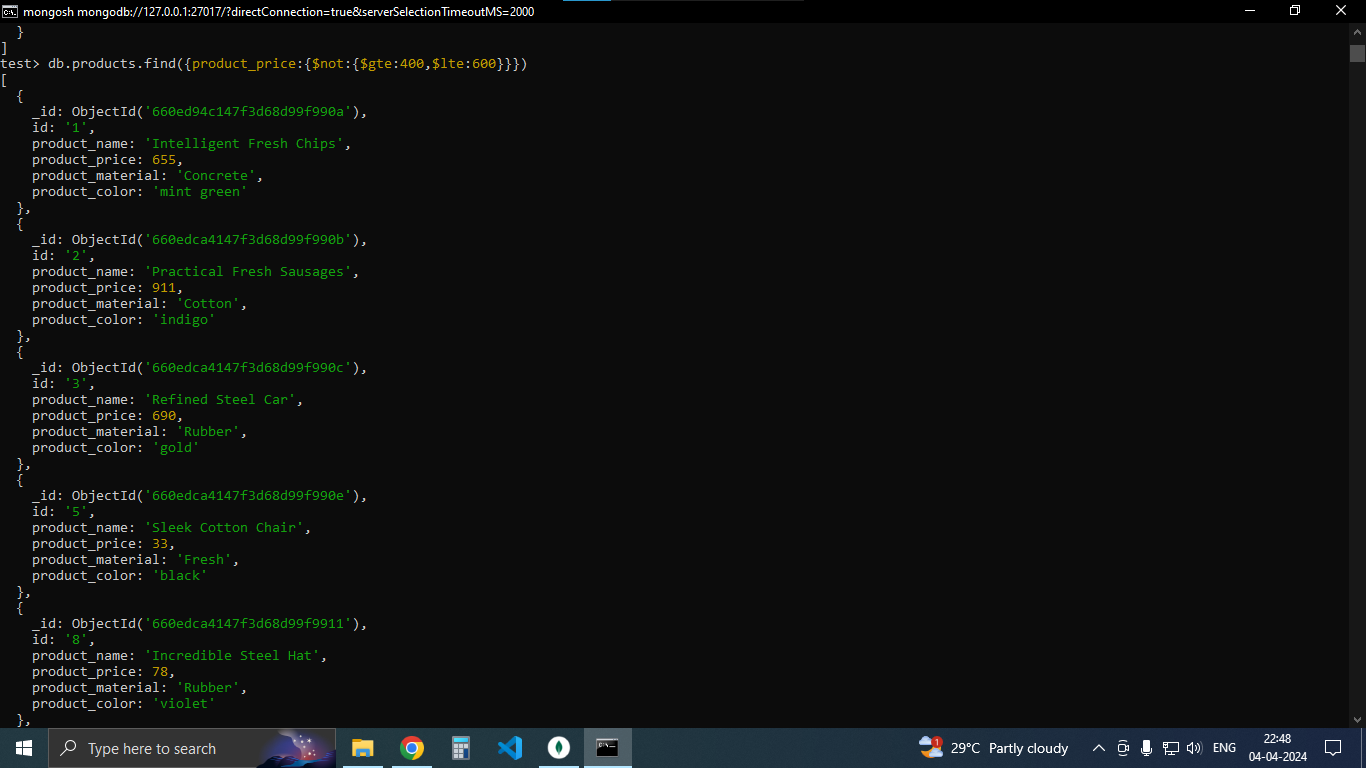 mongosh mongodb://127.0.0.1:27017/?directConnection=true&serverSelectionTimeoutMS=2000
}
]
test> db.products.find({product_price:{$not:{$gte:400,$lte:600}}})
[
{
_id: ObjectId('660ed94c147f3d68d99f990a'),
id: '1',
product_name: 'Intelligent Fresh Chips',
product_price: 655,
product_material: 'Concrete',
product_color: 'mint green'
},
{
_id: ObjectId('660edca4147f3d68d99f990b'),
id: '2',
product_name: 'Practical Fresh Sausages',
product_price: 911,
product_material: 'Cotton',
product_color: 'indigo'
},
{
_id: ObjectId('660edca4147f3d68d99f990c'),
id: '3',
product_name: 'Refined Steel Car',
product_price: 690,
product_material: 'Rubber',
product_color: 'gold'
},
{
_id: ObjectId('660edca4147f3d68d99f990e'),
id: '5',
product_name: 'Sleek Cotton Chair',
product_price: 33,
product_material: 'Fresh',
product_color: 'black'
},
{
_id: ObjectId('660edca4147f3d68d99f9911'),
id: '8',
product_name: 'Incredible Steel Hat',
product_price: 78,
product_material: 'Rubber',
product_color: 'violet'
},
Type here to search
1
29°C Partly cloudy
ENG
22:48
04-04-2024